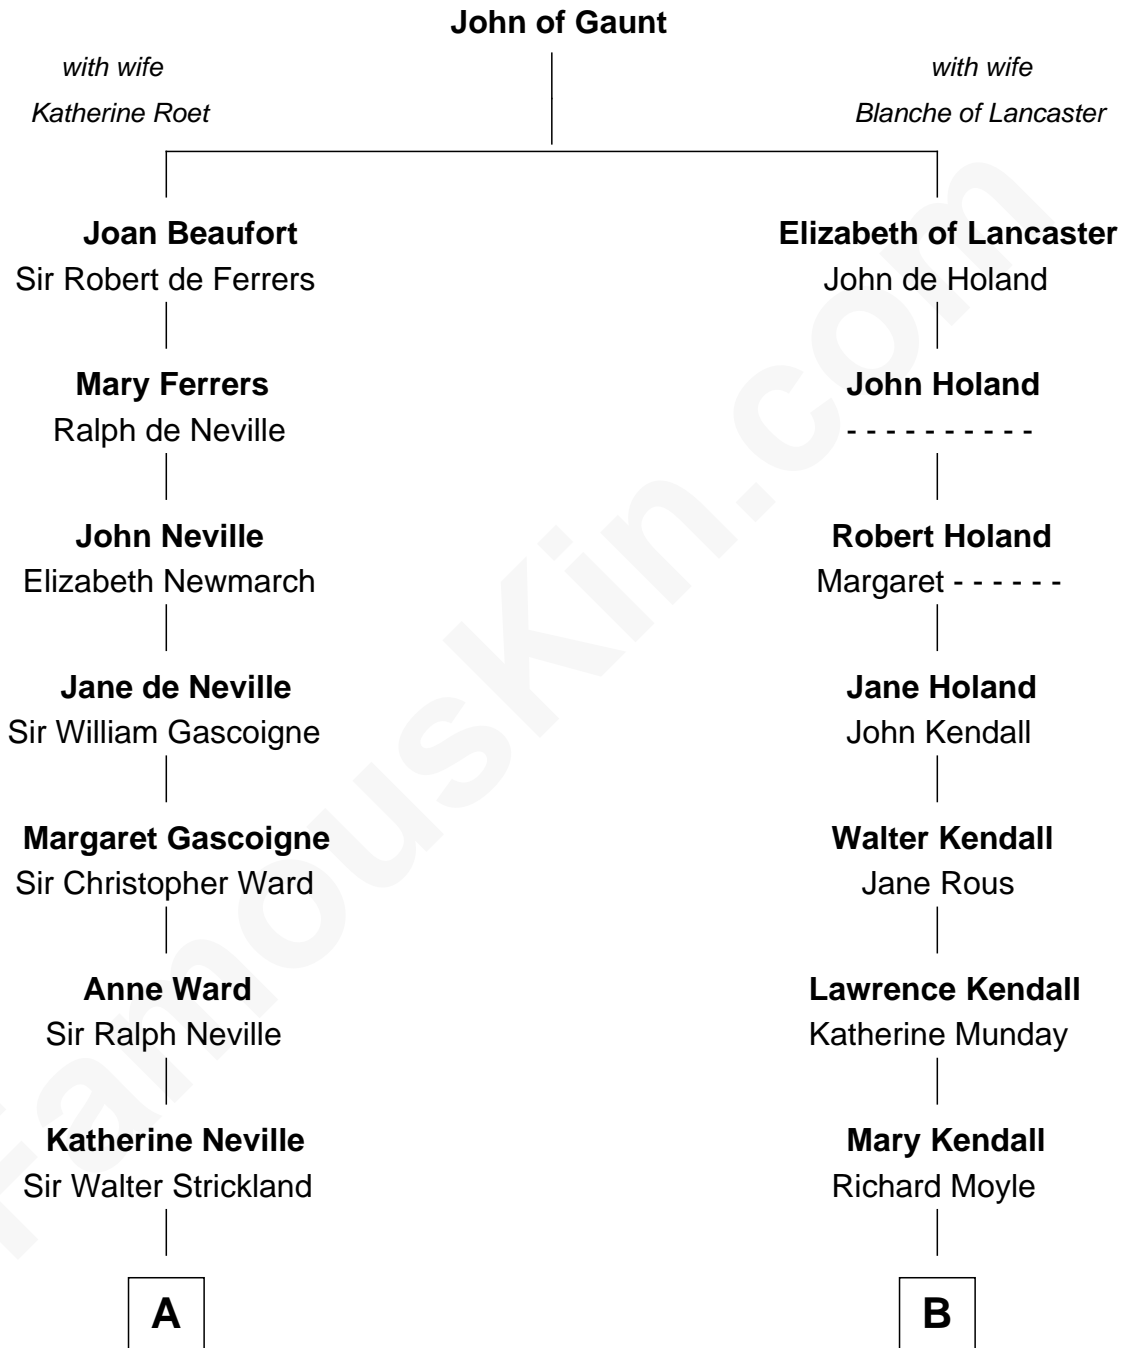 John of Gaunt
with wife
Katherine Roet
with wife
Blanche of Lancaster
Joan Beaufort
Sir Robert de Ferrers
Elizabeth of Lancaster
John de Holand
Mary Ferrers
Ralph de Neville
John Holand
- - - - - - - - - -
John Neville
Elizabeth Newmarch
Robert Holand
Margaret - - - - - -
Jane de Neville
Sir William Gascoigne
Jane Holand
John Kendall
Margaret Gascoigne
Sir Christopher Ward
Walter Kendall
Jane Rous
Anne Ward
Sir Ralph Neville
Lawrence Kendall
Katherine Munday
Katherine Neville
Sir Walter Strickland
Mary Kendall
Richard Moyle
A
B
FamousKin.com